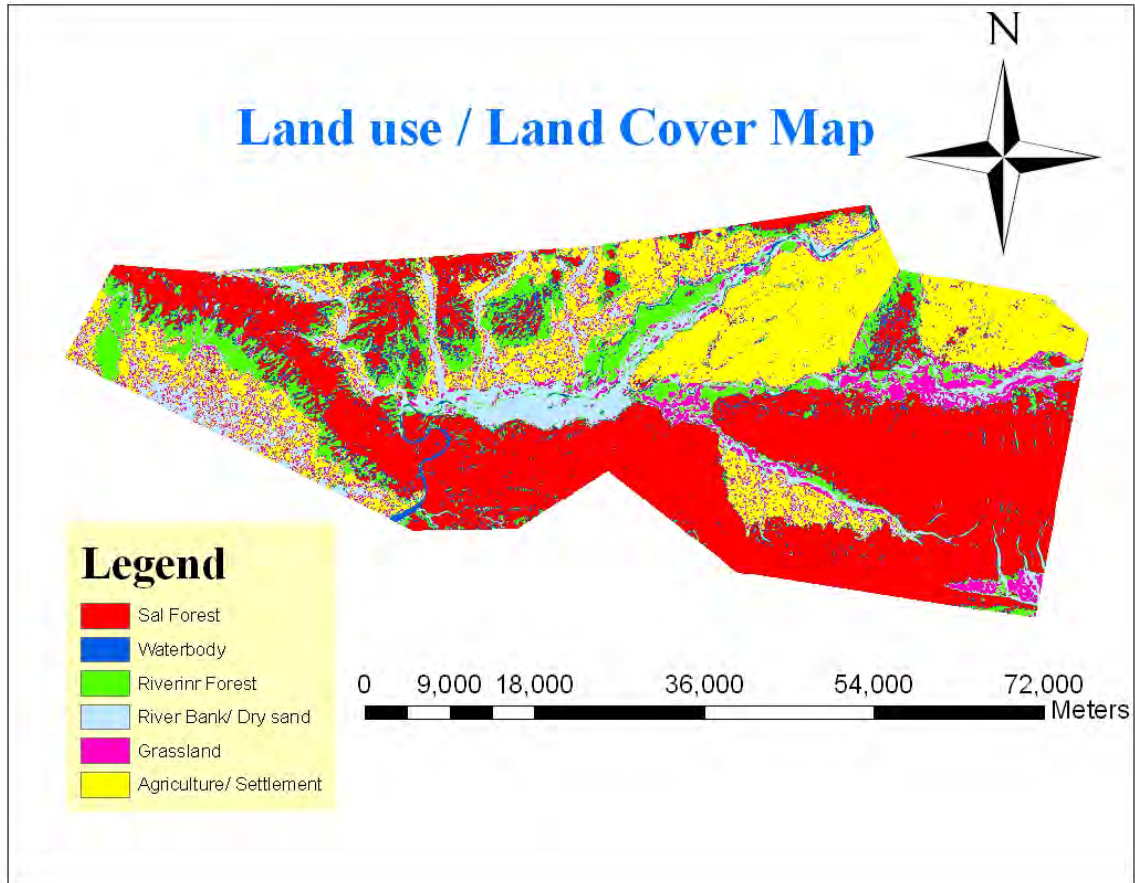 N
Land use / Land Cover Map
Legend
Sal Forest
Waterbody
Riverinr Forest
River Bank/ Dry sand
Grassland
Agriculture/ Settlement
0 9,000 18,000 36,000 54,000 72,000
Meters